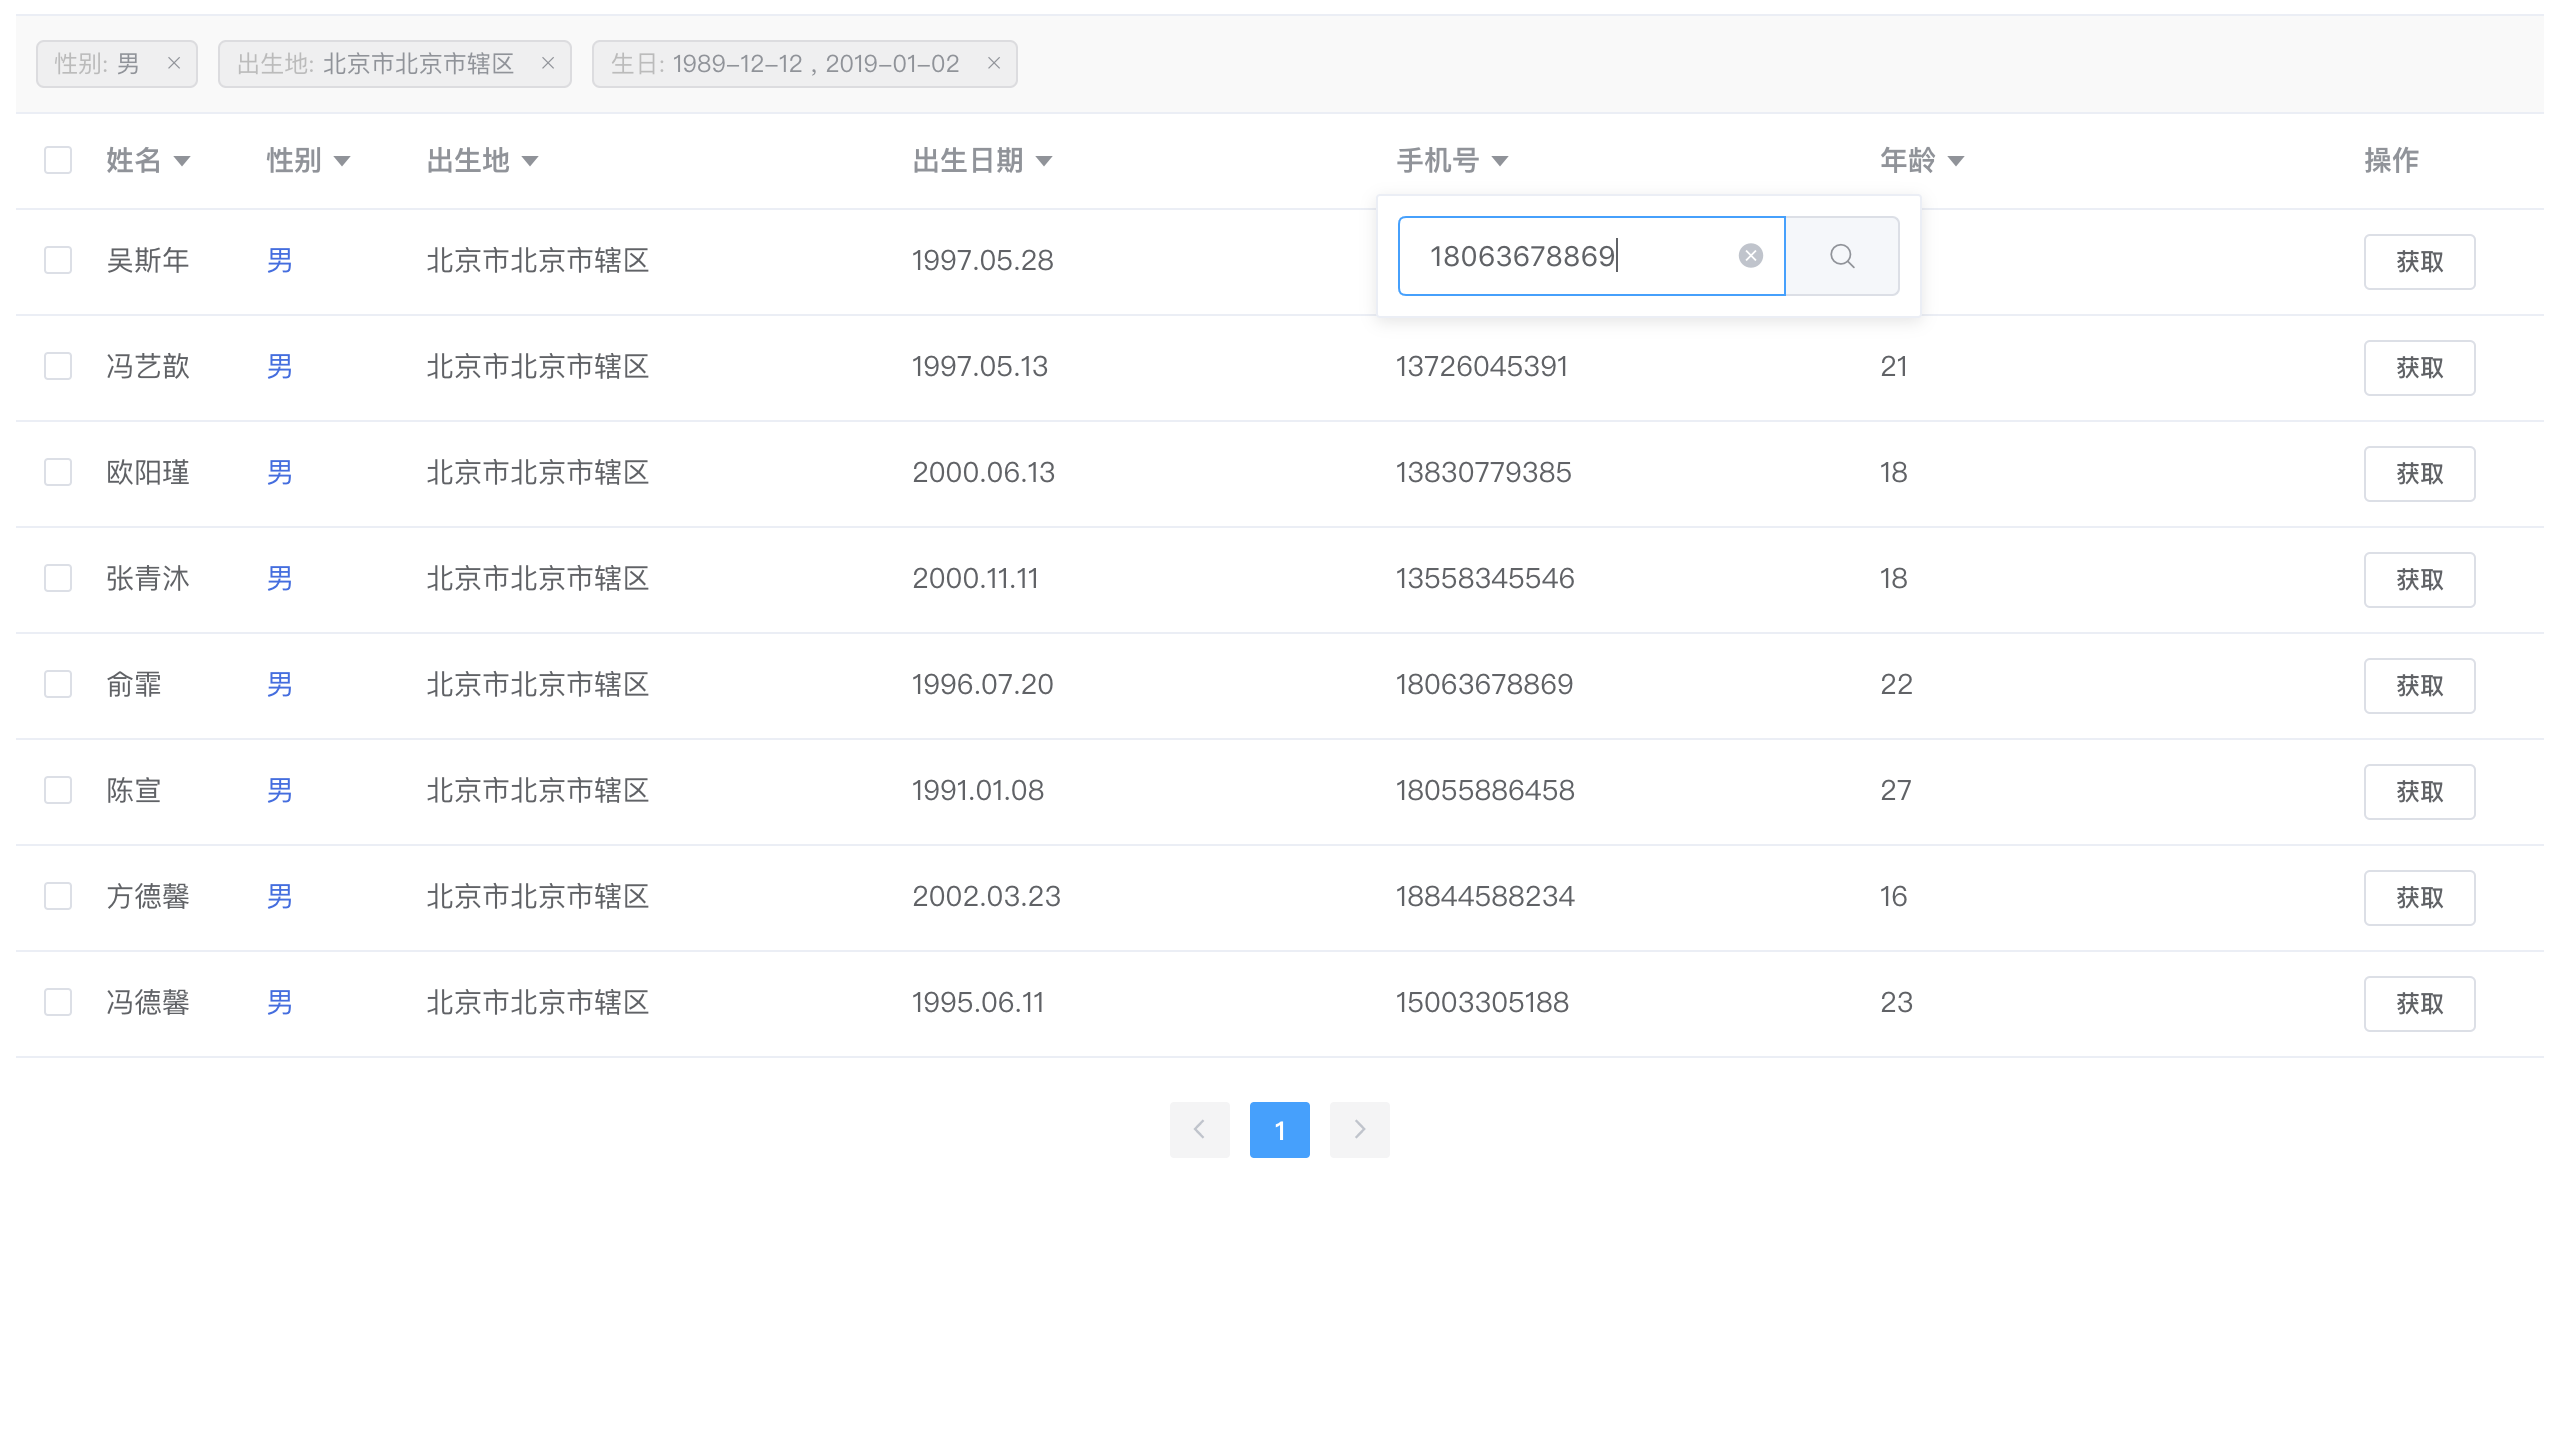 性别: 男 出生地: 北京市北京市辖区 生日: 1989-12-12 , 2019-01-02
姓名 性别 出生地 出生日期 手机号 年龄 操作
吴斯年 男 北京市北京市辖区 1997.05.28 18063678869 获取
冯艺歆 男 北京市北京市辖区 1997.05.13 13726045391 21 获取
欧阳瑾 男 北京市北京市辖区 2000.06.13 13830779385 18 获取
张青沐 男 北京市北京市辖区 2000.11.11 13558345546 18 获取
俞霏 男 北京市北京市辖区 1996.07.20 18063678869 22 获取
陈宣 男 北京市北京市辖区 1991.01.08 18055886458 27 获取
方德馨 男 北京市北京市辖区 2002.03.23 18844588234 16 获取
冯德馨 男 北京市北京市辖区 1995.06.11 15003305188 23 获取
1